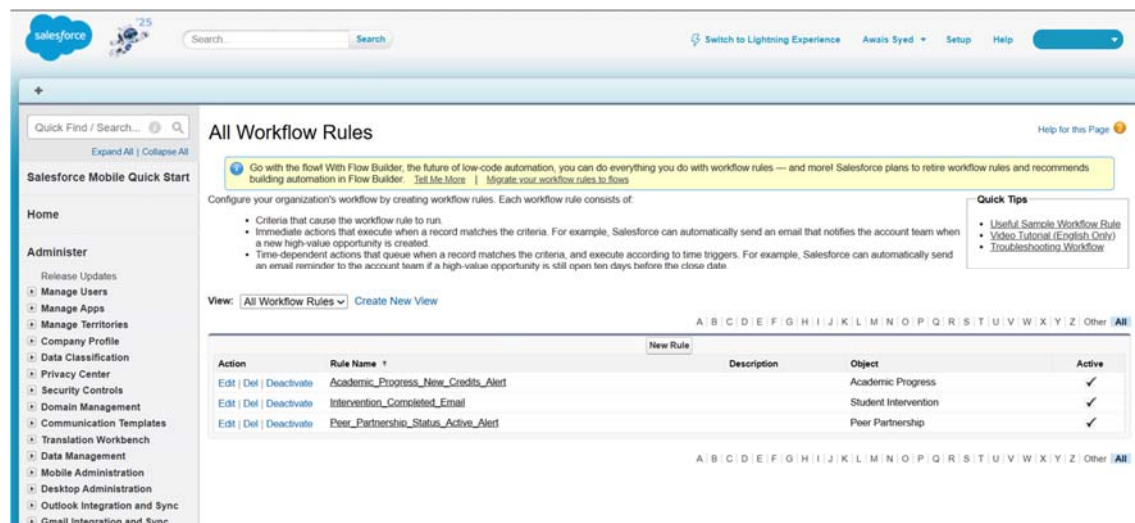 salesforce
'25
Search...
Search
Switch to Lightning Experience
Awais Syed
Setup
Help
+
Quick Find / Search...
Expand All | Collapse All
Salesforce Mobile Quick Start
Home
Administer
Release Updates
Manage Users
Manage Apps
Manage Territories
Company Profile
Data Classification
Privacy Center
Security Controls
Domain Management
Communication Templates
Translation Workbench
Data Management
Mobile Administration
Desktop Administration
Outlook Integration and Sync
Gmail Integration and Sync
All Workflow Rules
Help for this Page
Go with the flow! With Flow Builder, the future of low-code automation, you can do everything you do with workflow rules — and more! Salesforce plans to retire workflow rules and recommends
building automation in Flow Builder. Tell Me More | Migrate your workflow rules to flows
Configure your organization's workflow by creating workflow rules. Each workflow rule consists of:
• Criteria that cause the workflow rule to run.
• Immediate actions that execute when a record matches the criteria. For example, Salesforce can automatically send an email that notifies the account team when
a new high-value opportunity is created.
• Time-dependent actions that queue when a record matches the criteria, and execute according to time triggers. For example, Salesforce can automatically send
an email reminder to the account team if a high-value opportunity is still open ten days before the close date.
Quick Tips
• Useful Sample Workflow Rule
• Video Tutorial (English Only)
• Troubleshooting Workflow
View: All Workflow Rules Create New View
A | B | C | D | E | F | G | H | I | J | K | L | M | N | O | P | Q | R | S | T | U | V | W | X | Y | Z | Other All
New Rule
Action Rule Name ↑ Description Object Active
Edit | Del | Deactivate Academic_Progress_New_Credits_Alert Academic Progress ✓
Edit | Del | Deactivate Intervention_Completed_Email Student Intervention ✓
Edit | Del | Deactivate Peer_Partnership_Status_Active_Alert Peer Partnership ✓
A | B | C | D | E | F | G | H | I | J | K | L | M | N | O | P | Q | R | S | T | U | V | W | X | Y | Z | Other All